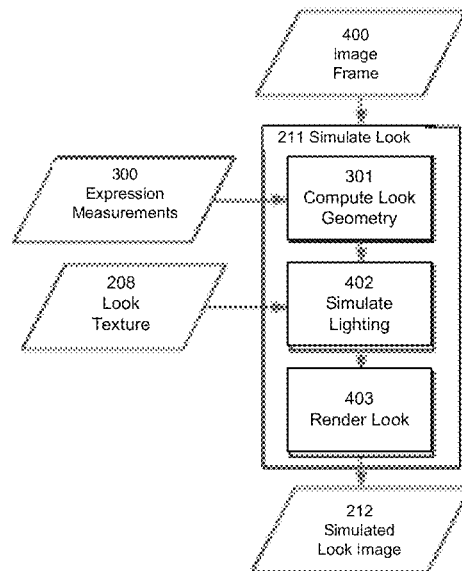 400
Image
Frame
211 Simulate Look
300
Expression
Measurements
301
Compute Look
Geometry
208
Look
Texture
402
Simulate
Lighting
403
Render Look
212
Simulated
Look Image